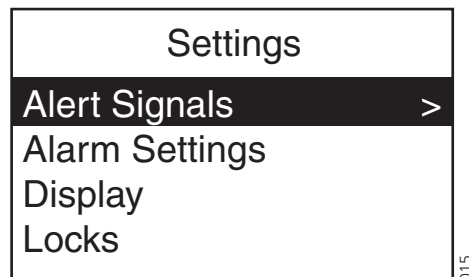 Settings
Alert Signals >
Alarm Settings
Display
Locks